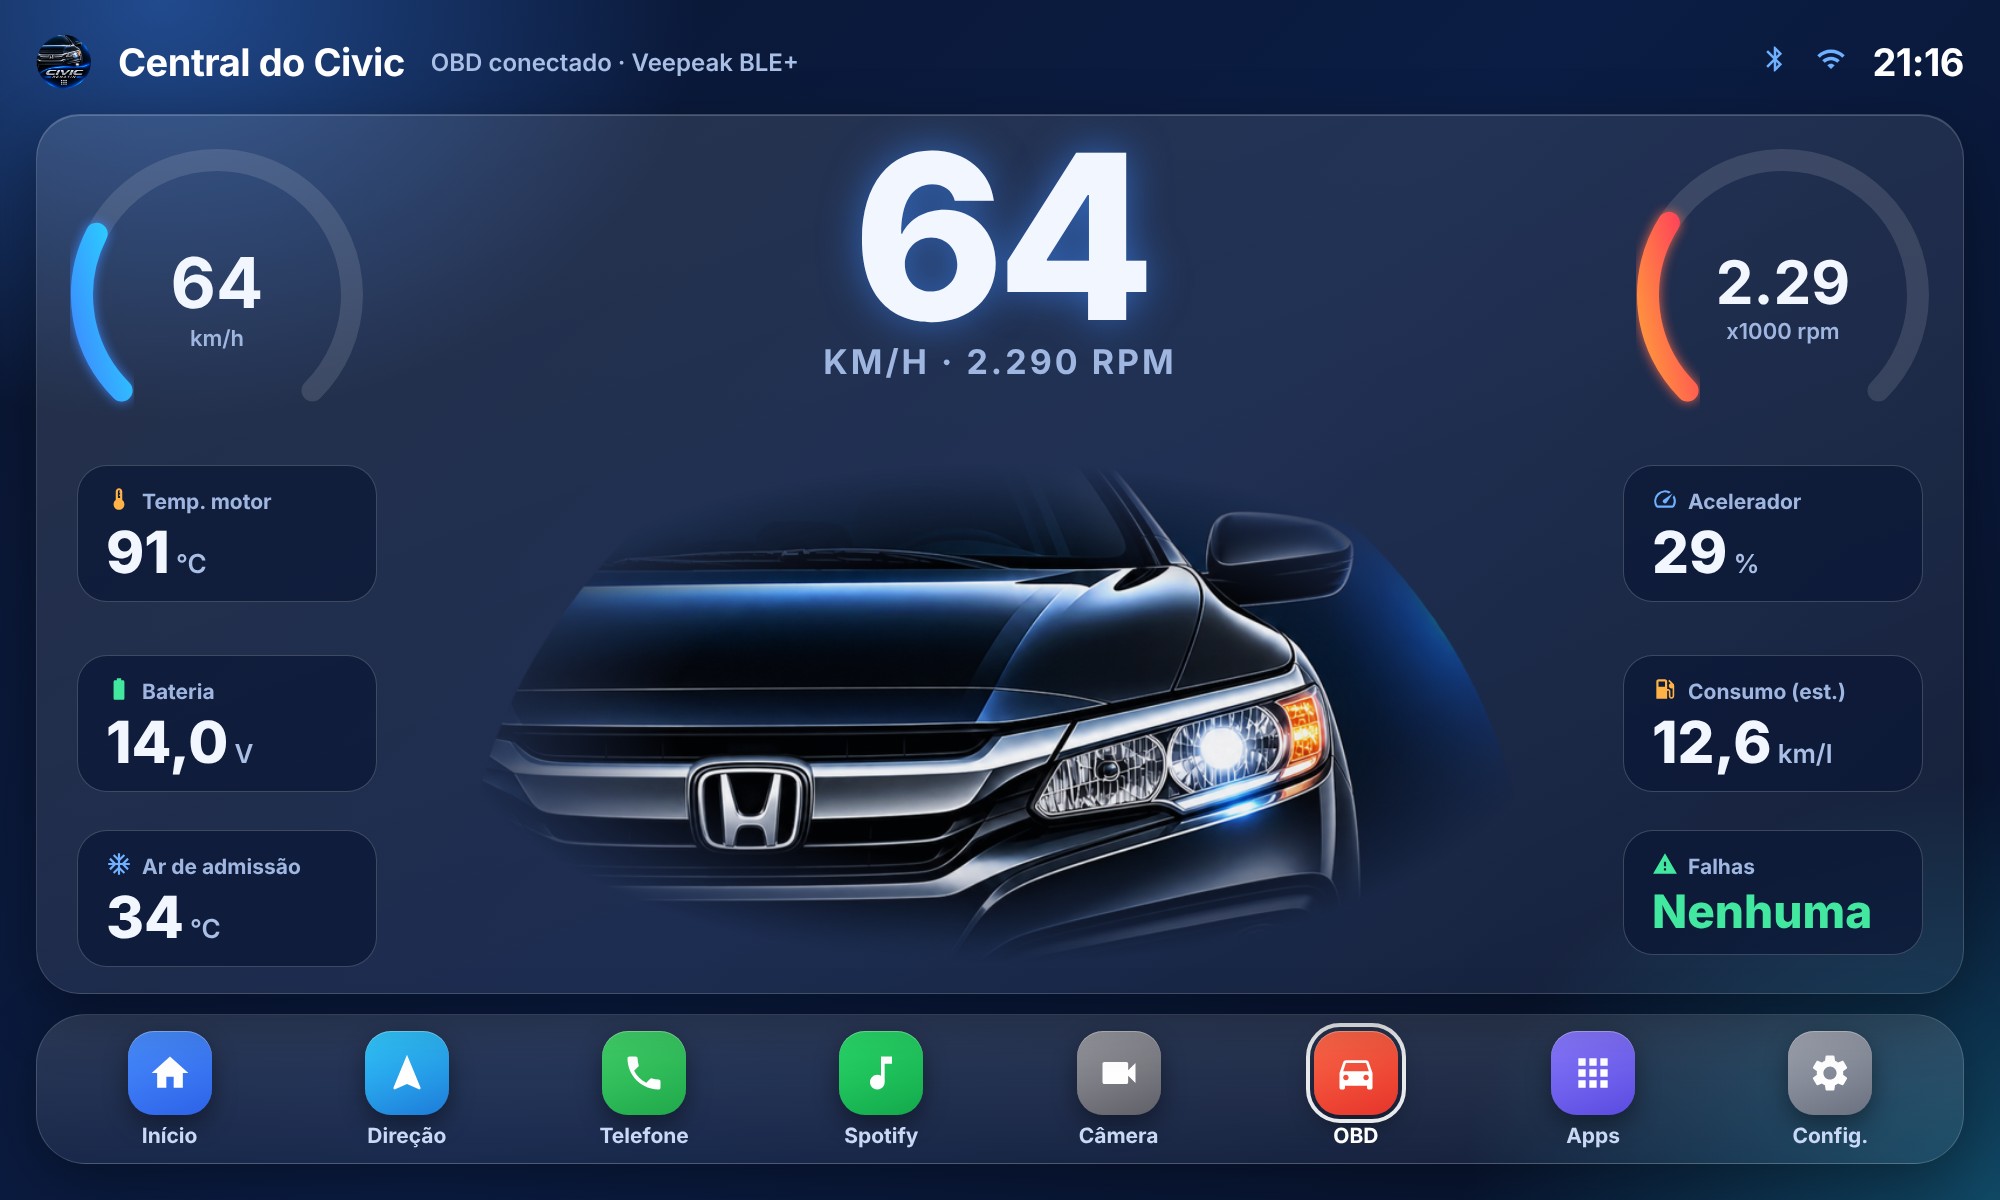 Central do Civic
OBD conectado · Veepeak BLE+
21:16
CIVIC
64
km/h
64
KM/H · 2.290 RPM
2.29
x1000 rpm
Temp. motor
91 °C
Bateria
14,0 V
Ar de admissão
34 °C
Acelerador
29 %
Consumo (est.)
12,6 km/l
Falhas
Nenhuma
Início
Direção
Telefone
Spotify
Câmera
OBD
Apps
Config.